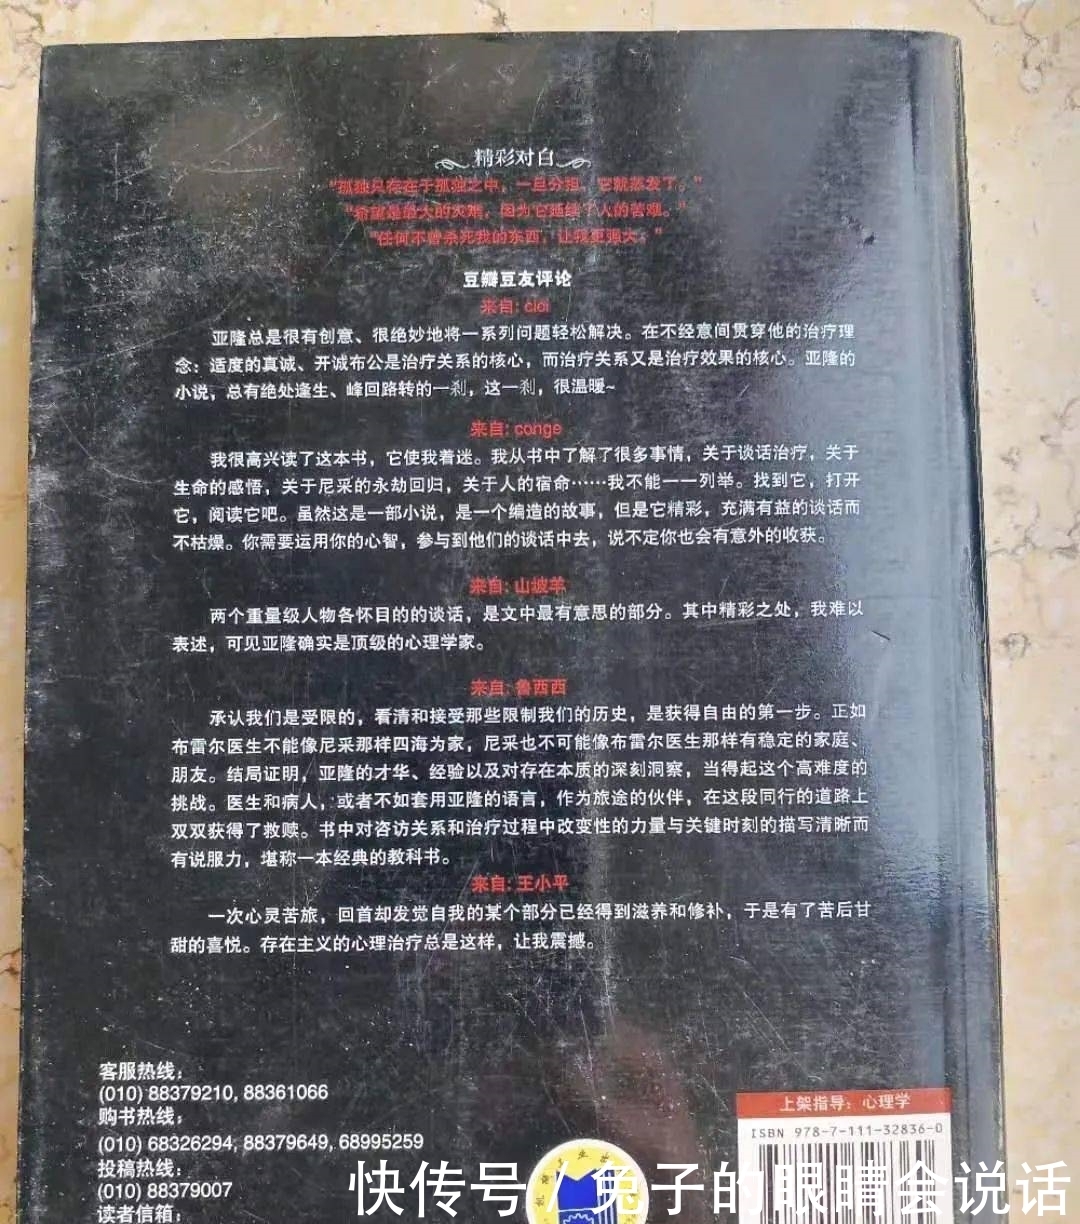 精彩对白
"孤独只存在于孤独之中，一旦分担，它就蒸发了。"
"希望是最大的灾难，因为它延续了人的苦难。"
"任何不曾杀死我的东西，让我更强大。"
豆瓣豆友评论
来自: cloi
亚隆总是很有创意、很绝妙地将一系列问题轻松解决。在不经意间贯穿他的治疗理
念：适度的真诚、开诚布公是治疗关系的核心，而治疗关系又是治疗效果的核心。亚隆的
小说，总有绝处逢生、峰回路转的一刹，这一刹，很温暖~
来自: conge
我很高兴读了这本书，它使我着迷。我从书中了解了很多事情，关于谈话治疗，关于
生命的感悟，关于尼采的永劫回归，关于人的宿命……我不能一一列举。找到它，打开
它，阅读它吧。虽然这是一部小说，是一个编造的故事，但是它精彩，充满有益的谈话而
不枯燥。你需要运用你的心智，参与到他们的谈话中去，说不定你也会有意外的收获。
来自: 山坡羊
两个重量级人物各怀目的的谈话，是文中最有意思的部分。其中精彩之处，我难以
表述，可见亚隆确实是顶级的心理学家。
来自: 鲁西西
承认我们是受限的，看清和接受那些限制我们的历史，是获得自由的第一步。正如
布雷尔医生不能像尼采那样四海为家，尼采也不可能像布雷尔医生那样有稳定的家庭、
朋友。结局证明，亚隆的才华、经验以及对存在本质的深刻洞察，当得起这个高难度的
挑战。医生和病人，或者不如套用亚隆的语言，作为旅途的伙伴，在这段同行的道路上
双双获得了救赎。书中对咨访关系和治疗过程中改变性的力量与关键时刻的描写清晰而
有说服力，堪称一本经典的教科书。
来自: 王小平
一次心灵苦旅，回首却发觉自我的某个部分已经得到滋养和修补，于是有了苦后甘
甜的喜悦。存在主义的心理治疗总是这样，让我震撼。
客服热线：
(010) 88379210, 88361066
购书热线：
(010) 68326294, 88379649, 68995259
投稿热线：
(010) 88379007
读者信箱：
上架指导：心理学
ISBN 978-7-111-32836-0
快传号 / 兔子的眼睛会说话